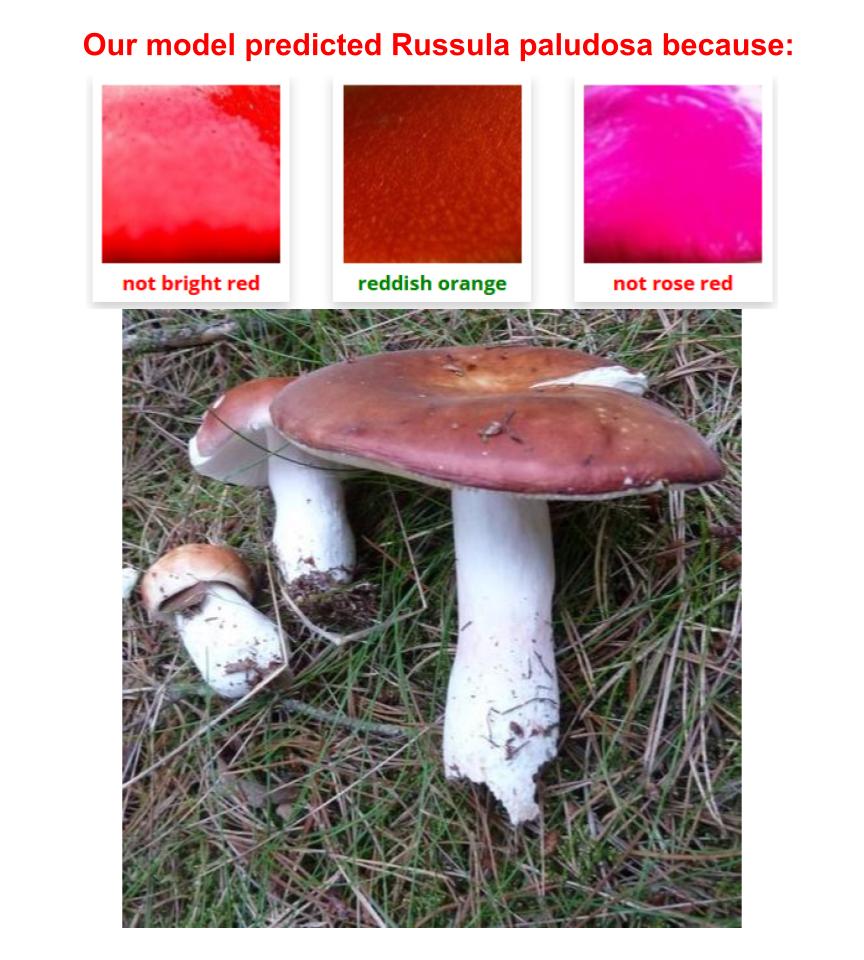 Our model predicted Russula paludosa because:
not bright red
reddish orange
not rose red